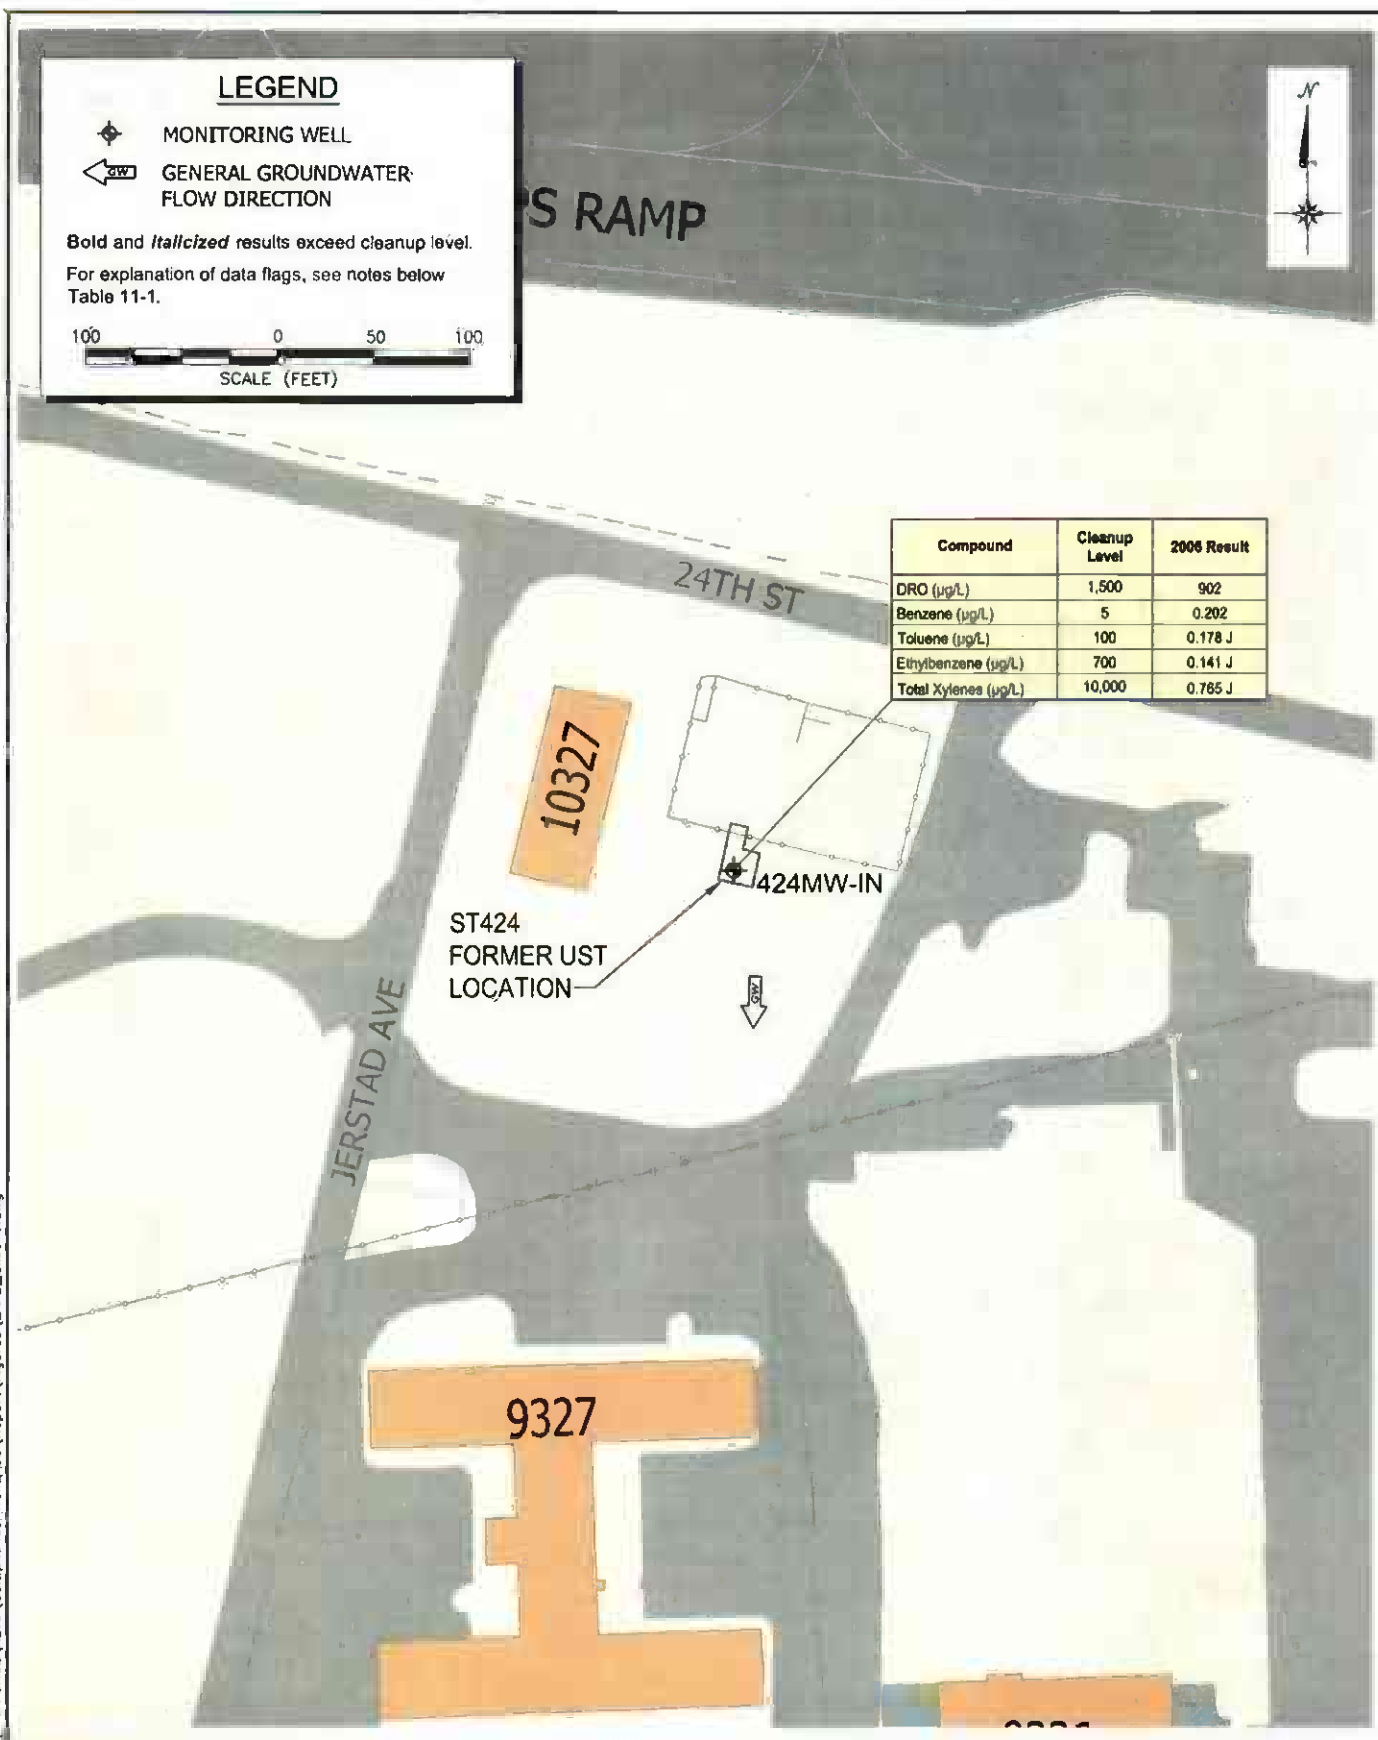 LEGEND
MONITORING WELL
GW
GENERAL GROUNDWATER
FLOW DIRECTION
Bold and Italicized results exceed cleanup level.
For explanation of data flags, see notes below
Table 11-1.
100 0 50 100
SCALE (FEET)
N
S RAMP
24TH ST
Compound Cleanup Level 2006 Result
DRO (µg/L) 1,500 902
Benzene (µg/L) 5 0.202
Toluene (µg/L) 100 0.178 J
Ethylbenzene (µg/L) 700 0.141 J
Total Xylenes (µg/L) 10,000 0.765 J
10327
424MW-IN
ST424
FORMER UST
LOCATION
GW
JERSTAD AVE
9327